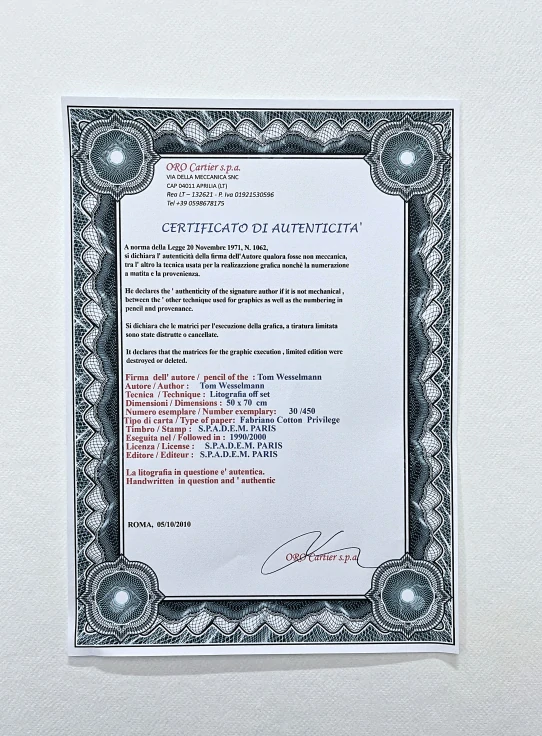 ORO Cartier s.p.a.
VIA DELLA MECCANICA SNC
CAP 04011 APRILIA (LT)
Rea LT – 132621 - P. Iva 01921530596
Tel +39 0598678175
CERTIFICATO DI AUTENTICITA'
A norma della Legge 20 Novembre 1971, N. 1062,
si dichiara l' autenticità della firma dell'Autore qualora fosse non meccanica,
tra l' altro la tecnica usata per la realizazzione grafica nonchè la numerazione
a matita e la provenienza.
He declares the ' authenticity of the signature author if it is not mechanical ,
between the ' other technique used for graphics as well as the numbering in
pencil and provenance.
Si dichiara che le matrici per l'esecuzione della grafica, a tiratura limitata
sono state distrutte o cancellate.
It declares that the matrices for the graphic execution , limited edition were
destroyed or deleted.
Firma dell' autore / pencil of the : Tom Wesselmann
Autore / Author : Tom Wesselmann
Tecnica / Technique : Litografia off set
Dimensioni / Dimensions : 50 x 70 cm
Numero esemplare / Number exemplary: 30 /450
Tipo di carta / Type of paper: Fabriano Cotton Privilege
Timbro / Stamp : S.P.A.D.E.M. PARIS
Eseguita nel / Followed in : 1990/2000
Licenza / License : S.P.A.D.E.M. PARIS
Editore / Editeur : S.P.A.D.E.M. PARIS
La litografia in questione e' autentica.
Handwritten in question and ' authentic
ROMA, 05/10/2010
ORO Cartier s.p.a.